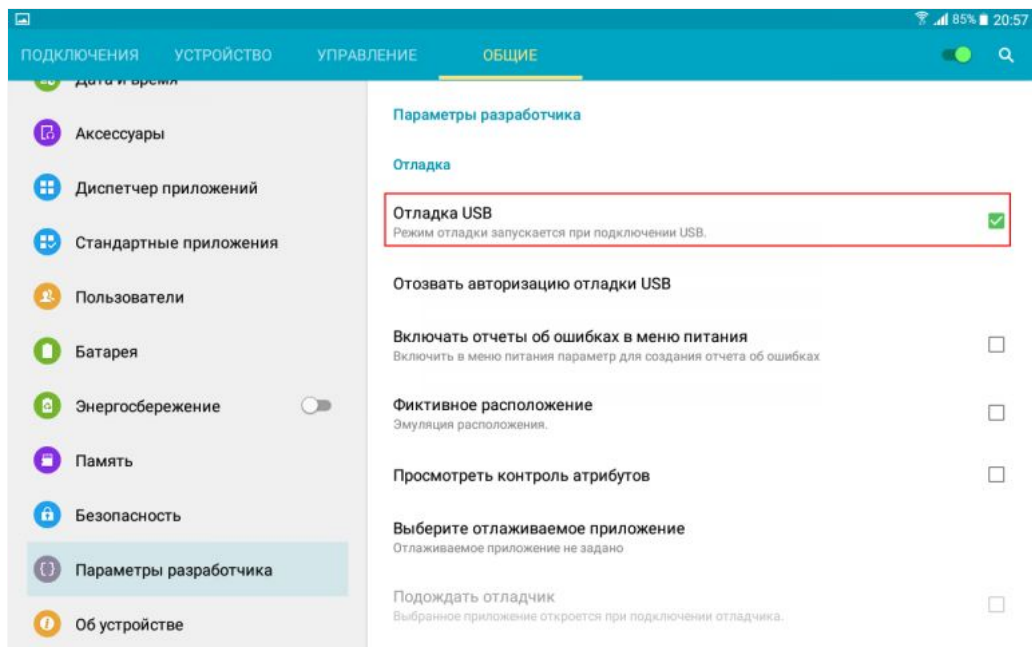 85% 20:57
ПОДКЛЮЧЕНИЯ УСТРОЙСТВО УПРАВЛЕНИЕ ОБЩИЕ
Дата и время
Аксессуары
Диспетчер приложений
Стандартные приложения
Пользователи
Батарея
Энергосбережение
Память
Безопасность
Параметры разработчика
Об устройстве
Параметры разработчика
Отладка
Отладка USB
Режим отладки запускается при подключении USB.
Отозвать авторизацию отладки USB
Включать отчеты об ошибках в меню питания
Включить в меню питания параметр для создания отчета об ошибках
Фиктивное расположение
Эмуляция расположения.
Просмотреть контроль атрибутов
Выберите отлаживаемое приложение
Отлаживаемое приложение не задано
Подождать отладчик
Выбранное приложение откроется при подключении отладчика.